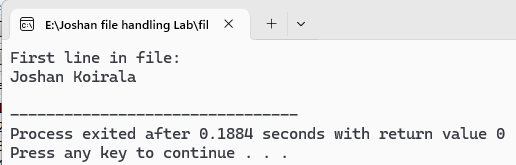 E:\Joshan file handling Lab\fil
First line in file:
Joshan Koirala
--------------------------------
Process exited after 0.1884 seconds with return value 0
Press any key to continue . . .